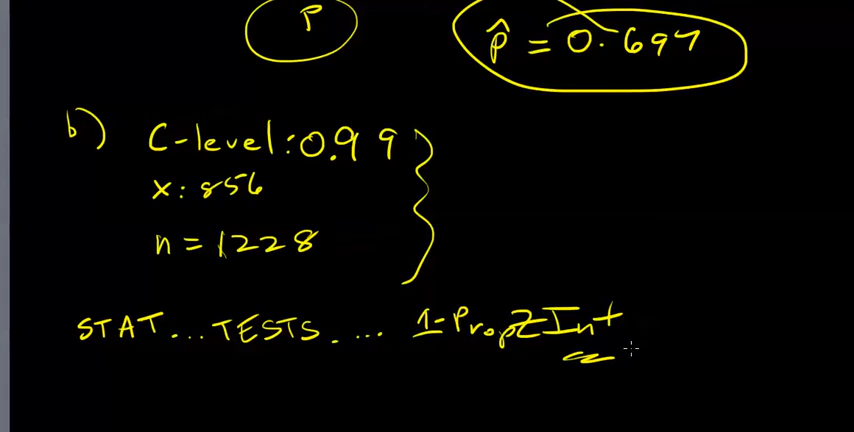 p
p̂ = 0.697
b) C-level: 0.99
x: 856
n = 1228
STAT... TESTS. ... 1-PropZInt